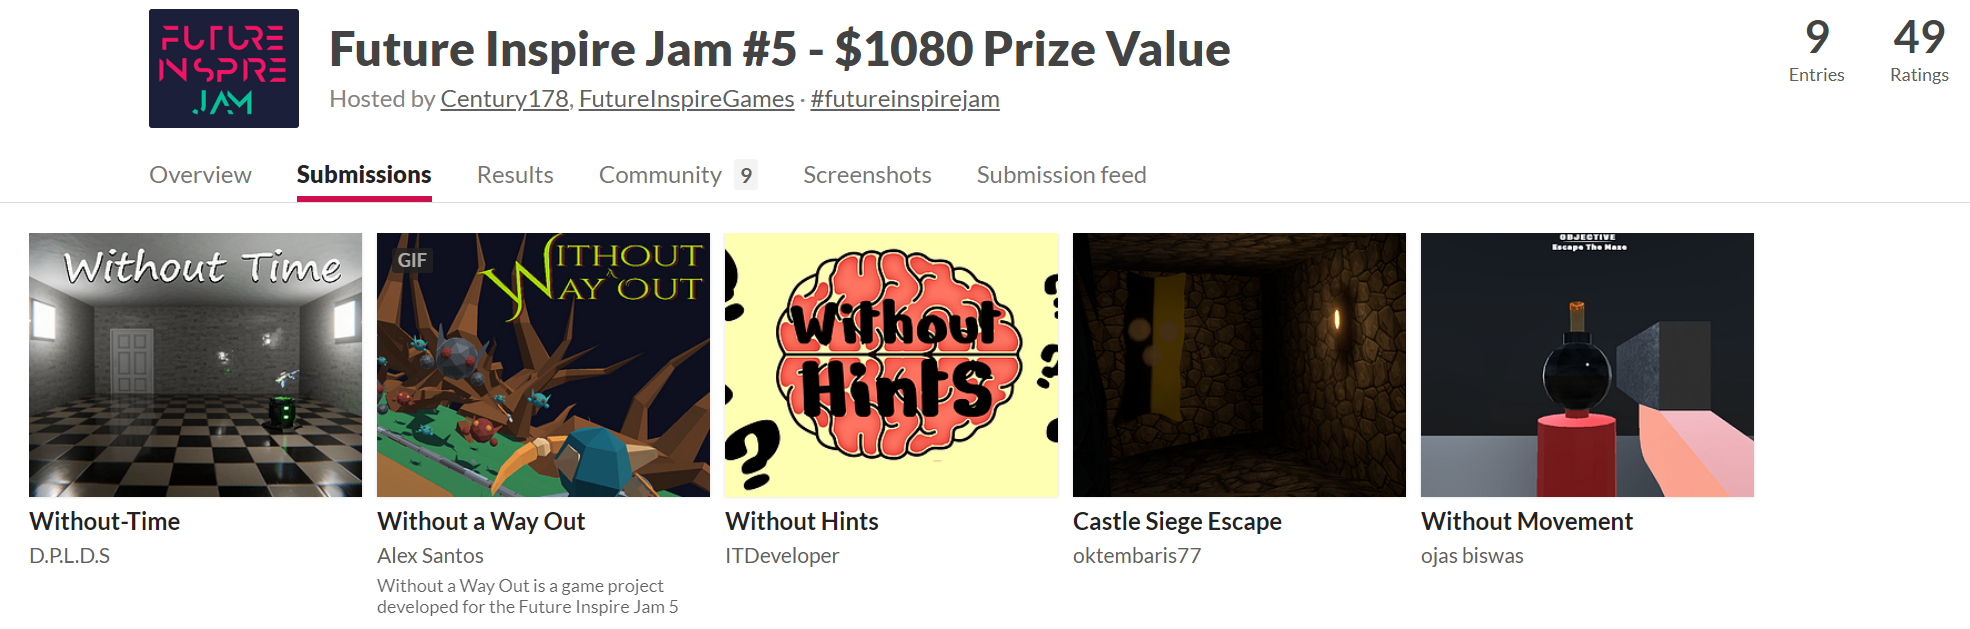 FUTURE
INSPIRE
JAM
Future Inspire Jam #5 - $1080 Prize Value
Hosted by Century178, FutureInspireGames · #futureinspirejam
9
Entries
49
Ratings
Overview
Submissions
Results
Community 9
Screenshots
Submission feed
Without Time
GIF
WITHOUT
A
WAY OUT
Without
HintS
?
?
?
?
OBJECTIVE
Escape The Maze
Without-Time
D.P.L.D.S
Without a Way Out
Alex Santos
Without a Way Out is a game project
developed for the Future Inspire Jam 5
Without Hints
ITDeveloper
Castle Siege Escape
oktembaris77
Without Movement
ojas biswas